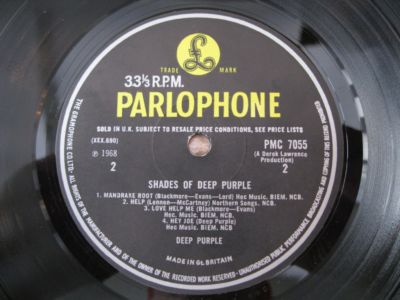 £
TRADE MARK
33⅓ R.P.M.
PARLOPHONE
SOLD IN U.K. SUBJECT TO RESALE PRICE CONDITIONS, SEE PRICE LISTS
(XEX.690)
PMC 7055
℗ 1968
(A Derek Lawrence
Production)
2
2
SHADES OF DEEP PURPLE
1. MANDRAKE ROOT (Blackmore—Evans—Lord) Hec Music. BIEM, NCB.
2. HELP (Lennon—McCartney) Northern Songs, NCB.
3. LOVE HELP ME (Blackmore—Evans)
Hec. Music. BIEM, NCB.
4. HEY JOE (Deep Purple)
Hec Music. BIEM, NCB.
DEEP PURPLE
MADE IN GT. BRITAIN
THE GRAMOPHONE CO. LTD. ALL RIGHTS OF THE MANUFACTURER AND OF THE OWNER OF THE RECORDED WORK RESERVED UNAUTHORISED PUBLIC PERFORMANCE BROADCASTING AND COPYING OF THIS RECORD PROHIBITED